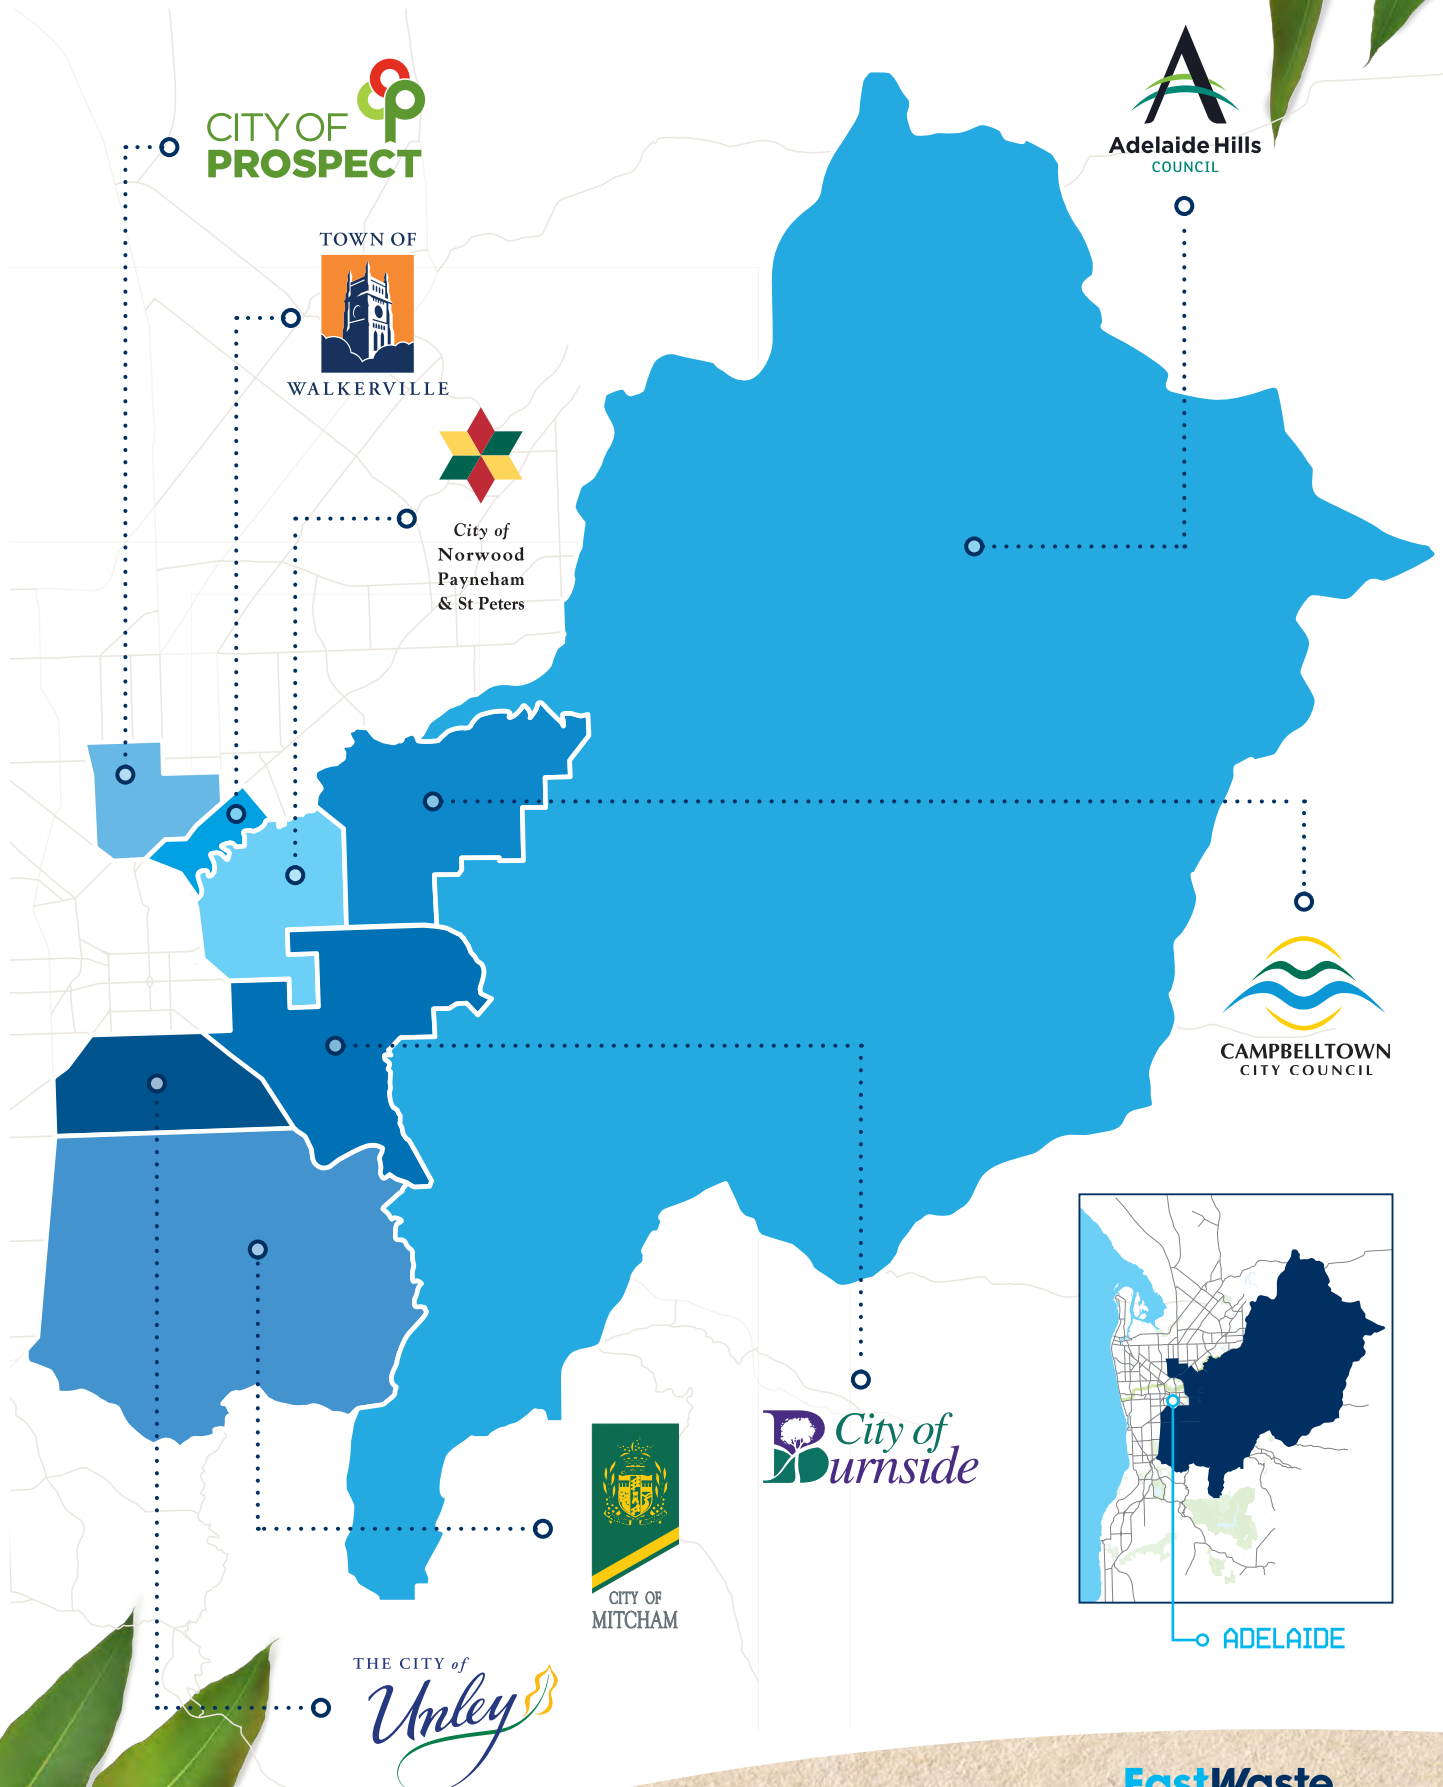 CITY OF
PROSPECT
Adelaide Hills
COUNCIL
TOWN OF
WALKERVILLE
City of
Norwood
Payneham
& St Peters
CAMPBELLTOWN
CITY COUNCIL
City of
Burnside
CITY OF
MITCHAM
ADELAIDE
THE CITY of
Unley
EastWaste